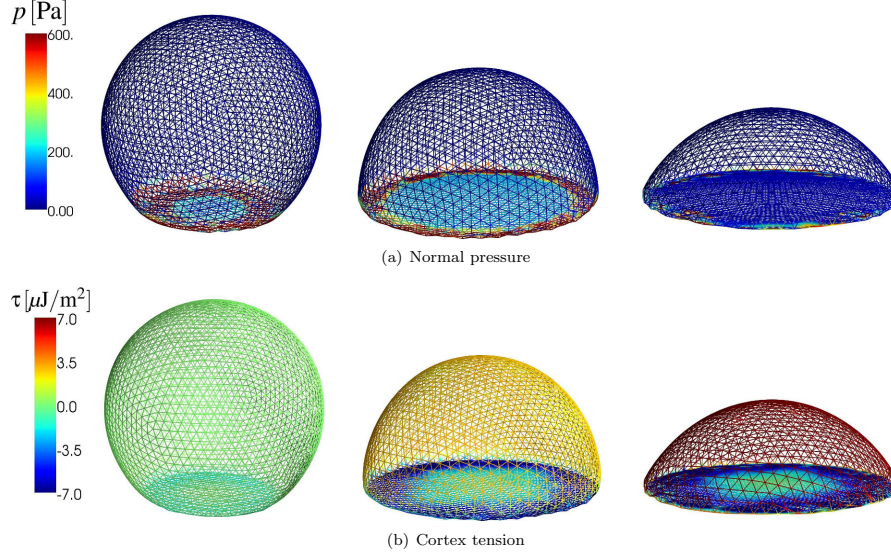 p [Pa]
600.
400.
200.
0.00
(a) Normal pressure
τ [μJ/m²]
7.0
3.5
0.0
-3.5
-7.0
(b) Cortex tension